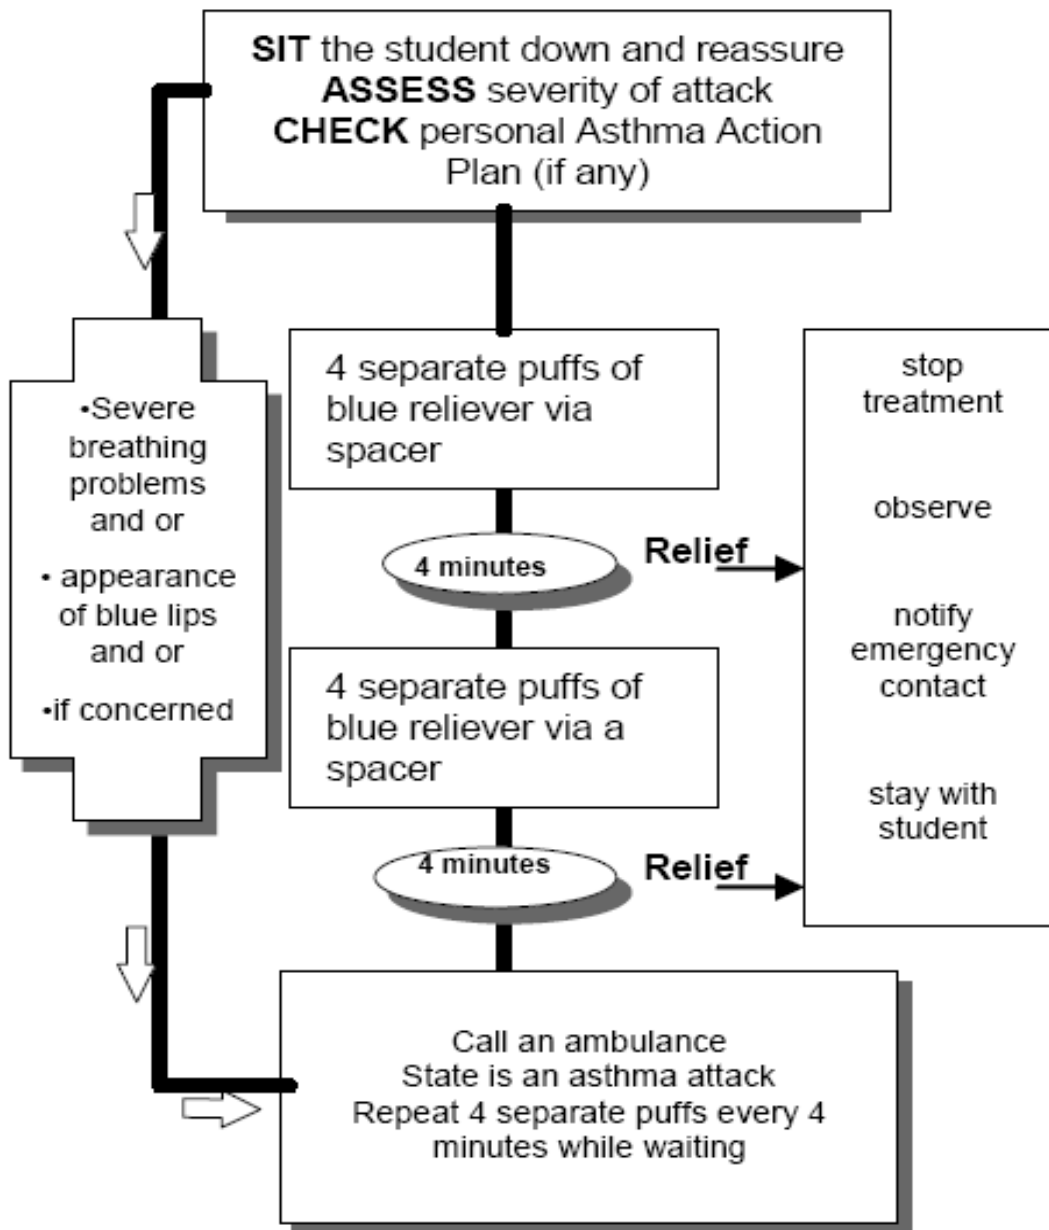 SIT the student down and reassure
ASSESS severity of attack
CHECK personal Asthma Action
Plan (if any)
•Severe
breathing
problems
and or
• appearance
of blue lips
and or
•if concerned
4 separate puffs of
blue reliever via
spacer
4 minutes
Relief
4 separate puffs of
blue reliever via a
spacer
4 minutes
Relief
stop
treatment
observe
notify
emergency
contact
stay with
student
Call an ambulance
State is an asthma attack
Repeat 4 separate puffs every 4
minutes while waiting